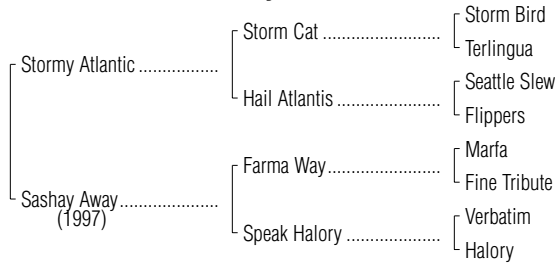 Storm Bird
Storm Cat ........................
Terlingua
Stormy Atlantic ................
Seattle Slew
Hail Atlantis .....................
Flippers
Marfa
Farma Way .......................
Fine Tribute
Sashay Away....................
(1997)
Verbatim
Speak Halory ...................
Halory